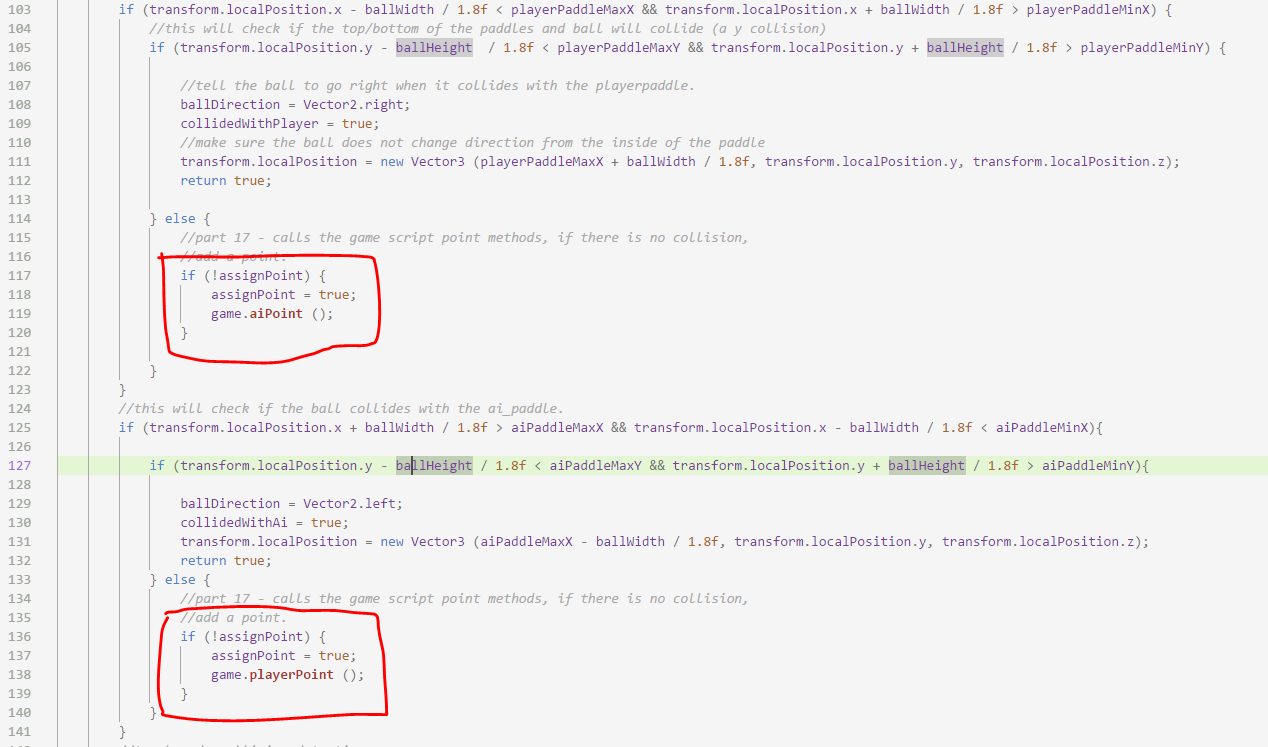 103 if (transform.localPosition.x - ballWidth / 1.8f < playerPaddleMaxX && transform.localPosition.x + ballWidth / 1.8f > playerPaddleMinX) {
104 //this will check if the top/bottom of the paddles and ball will collide (a y collision)
105 if (transform.localPosition.y - ballHeight  / 1.8f < playerPaddleMaxY && transform.localPosition.y + ballHeight / 1.8f > playerPaddleMinY) {
106
107 //tell the ball to go right when it collides with the playerpaddle.
108 ballDirection = Vector2.right;
109 collidedWithPlayer = true;
110 //make sure the ball does not change direction from the inside of the paddle
111 transform.localPosition = new Vector3 (playerPaddleMaxX + ballWidth / 1.8f, transform.localPosition.y, transform.localPosition.z);
112 return true;
113
114 } else {
115 //part 17 - calls the game script point methods, if there is no collision,
116 //add a point.
117 if (!assignPoint) {
118 assignPoint = true;
119 game.aiPoint ();
120 }
121
122 }
123 }
124 //this will check if the ball collides with the ai_paddle.
125 if (transform.localPosition.x + ballWidth / 1.8f > aiPaddleMaxX && transform.localPosition.x - ballWidth / 1.8f < aiPaddleMinX){
126
127 if (transform.localPosition.y - ballHeight / 1.8f < aiPaddleMaxY && transform.localPosition.y + ballHeight / 1.8f > aiPaddleMinY){
128
129 ballDirection = Vector2.left;
130 collidedWithAi = true;
131 transform.localPosition = new Vector3 (aiPaddleMaxX - ballWidth / 1.8f, transform.localPosition.y, transform.localPosition.z);
132 return true;
133 } else {
134 //part 17 - calls the game script point methods, if there is no collision,
135 //add a point.
136 if (!assignPoint) {
137 assignPoint = true;
138 game.playerPoint ();
139 }
140 }
141 }